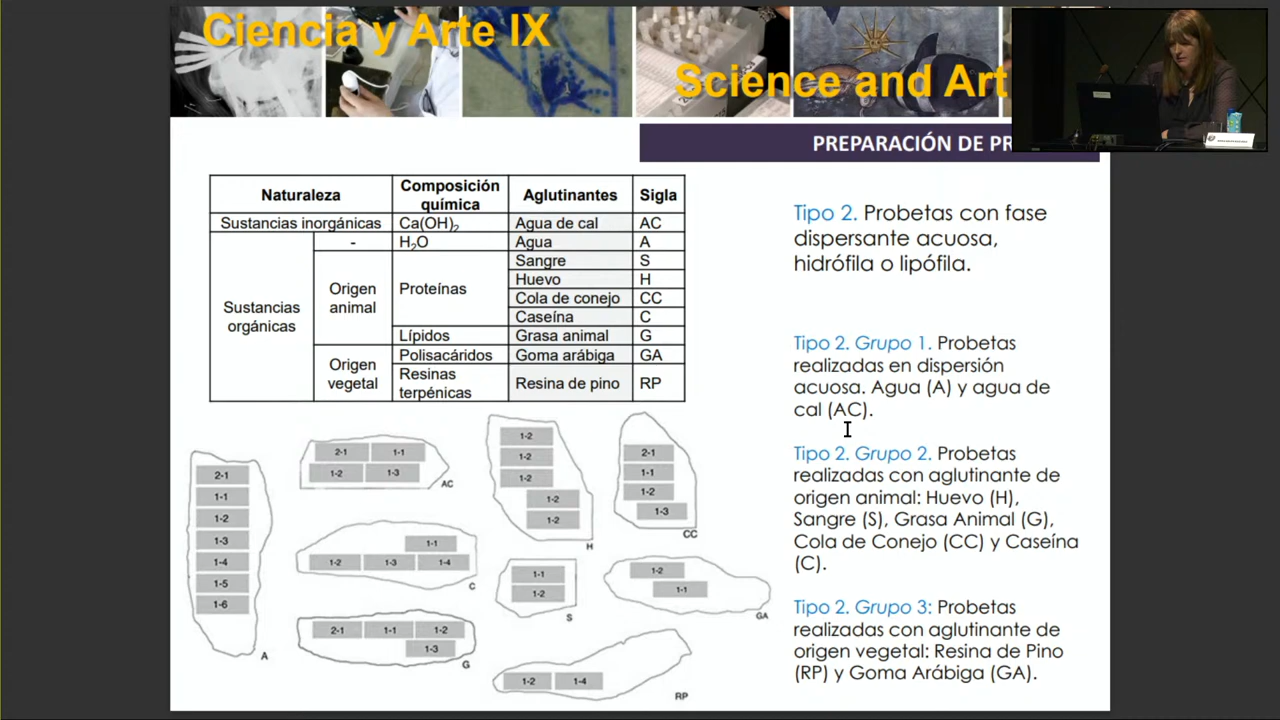 Ciencia y Arte IX
Science and Art
PREPARACIÓN DE
Naturaleza
Composición química
Aglutinantes
Sigla
Sustancias inorgánicas
Ca(OH)₂
Agua de cal
AC
Sustancias orgánicas
-
H₂O
Agua
A
Origen animal
Proteínas
Sangre
S
Huevo
H
Cola de conejo
CC
Caseína
C
Lípidos
Grasa animal
G
Origen vegetal
Polisacáridos
Goma arábiga
GA
Resinas terpénicas
Resina de pino
RP
Tipo 2. Probetas con fase
dispersante acuosa,
hidrófila o lipófila.
Tipo 2. Grupo 1. Probetas
realizadas en dispersión
acuosa. Agua (A) y agua de
cal (AC).
Tipo 2. Grupo 2. Probetas
realizadas con aglutinante de
origen animal: Huevo (H),
Sangre (S), Grasa Animal (G),
Cola de Conejo (CC) y Caseína
(C).
Tipo 2. Grupo 3: Probetas
realizadas con aglutinante de
origen vegetal: Resina de Pino
(RP) y Goma Arábiga (GA).
2-1
1-1
1-2
1-3
1-4
1-5
1-6
A
2-1 1-1
1-2 1-3
AC
1-1
1-2 1-3 1-4
C
2-1 1-1 1-2
1-3
G
1-2
1-2
1-2
1-2
1-2
H
1-1
1-2
S
2-1
1-1
1-2
1-3
CC
1-2
1-1
GA
1-2 1-4
RP